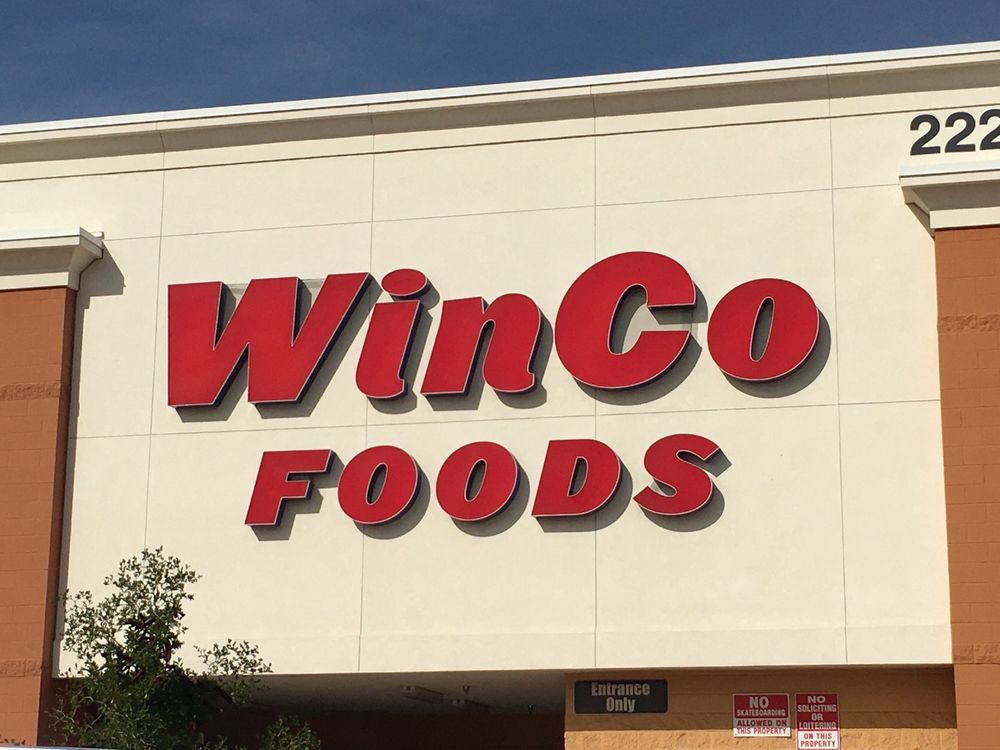 222
WinCo
FOODS
Entrance
Only
NO
SKATEBOARDING
ALLOWED ON
THIS PROPERTY
NO
SOLICITING
OR
LOITERING
ON THIS
PROPERTY